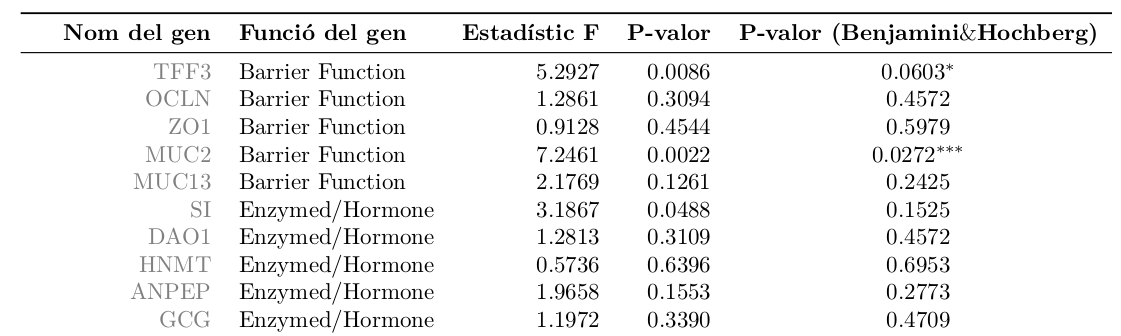 Nom del gen Funció del gen Estadístic F P-valor P-valor (Benjamini&Hochberg)
TFF3 Barrier Function 5.2927 0.0086 0.0603*
OCLN Barrier Function 1.2861 0.3094 0.4572
ZO1 Barrier Function 0.9128 0.4544 0.5979
MUC2 Barrier Function 7.2461 0.0022 0.0272***
MUC13 Barrier Function 2.1769 0.1261 0.2425
SI Enzymed/Hormone 3.1867 0.0488 0.1525
DAO1 Enzymed/Hormone 1.2813 0.3109 0.4572
HNMT Enzymed/Hormone 0.5736 0.6396 0.6953
ANPEP Enzymed/Hormone 1.9658 0.1553 0.2773
GCG Enzymed/Hormone 1.1972 0.3390 0.4709